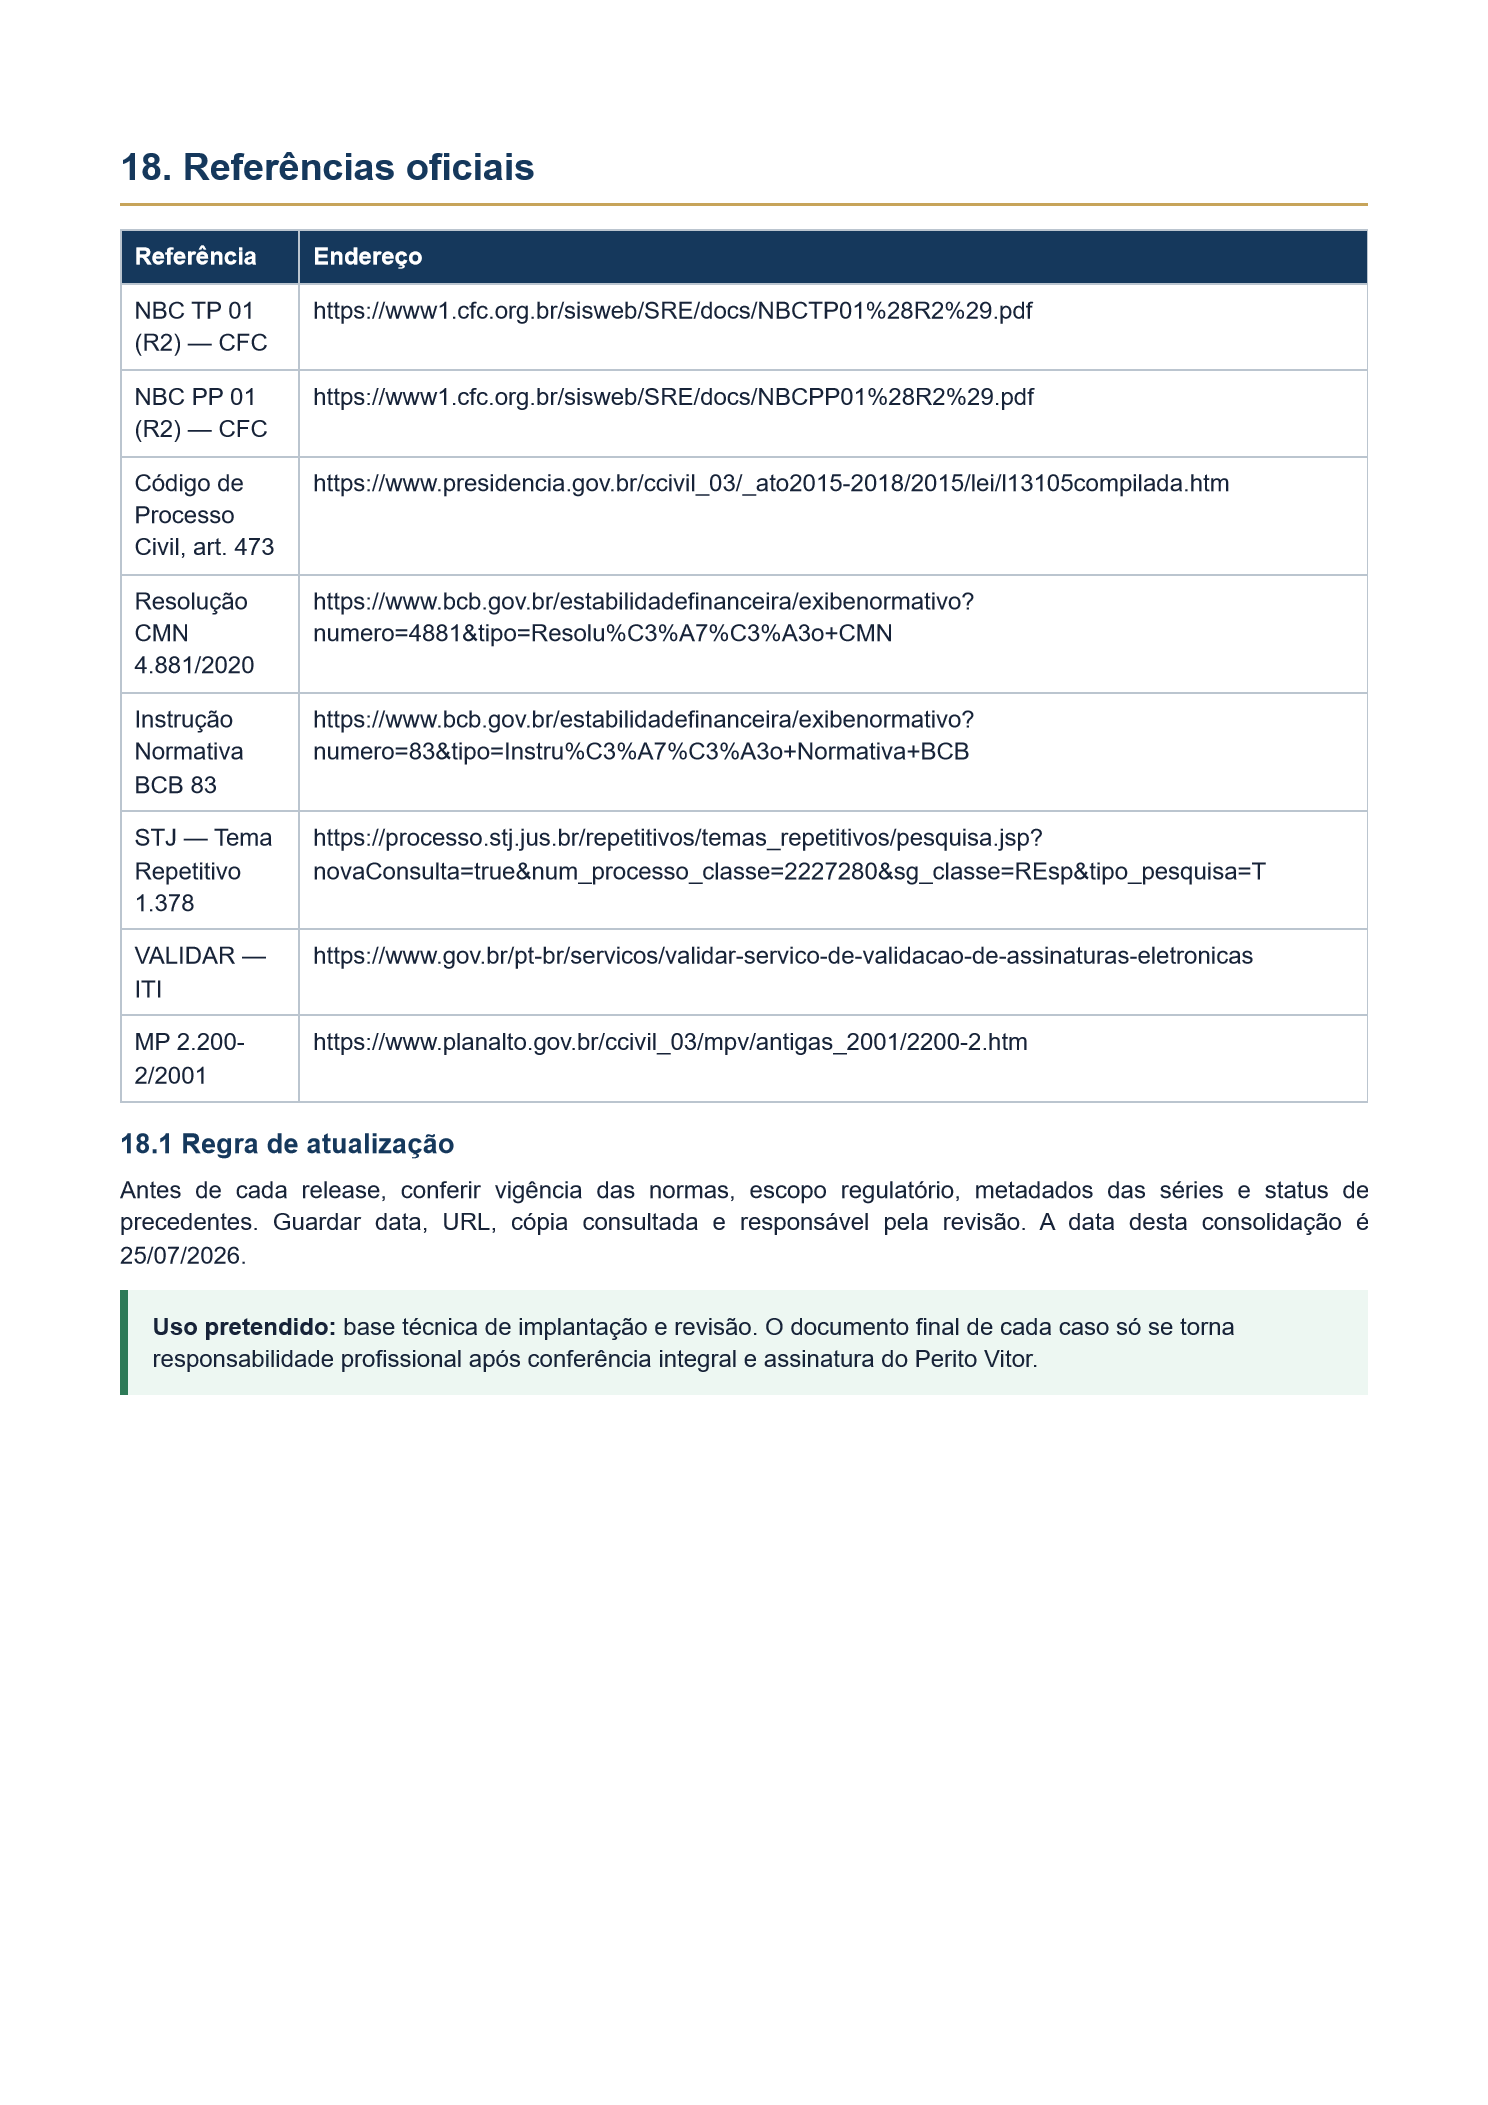 18. Referências oficiais
Referência Endereço
NBC TP 01 https://www1.cfc.org.br/sisweb/SRE/docs/NBCTP01%28R2%29.pdf
(R2) — CFC
NBC PP 01 https://www1.cfc.org.br/sisweb/SRE/docs/NBCPP01%28R2%29.pdf
(R2) — CFC
Código de https://www.presidencia.gov.br/ccivil_03/_ato2015-2018/2015/lei/l13105compilada.htm
Processo
Civil, art. 473
Resolução https://www.bcb.gov.br/estabilidadefinanceira/exibenormativo?
CMN numero=4881&tipo=Resolu%C3%A7%C3%A3o+CMN
4.881/2020
Instrução https://www.bcb.gov.br/estabilidadefinanceira/exibenormativo?
Normativa numero=83&tipo=Instru%C3%A7%C3%A3o+Normativa+BCB
BCB 83
STJ — Tema https://processo.stj.jus.br/repetitivos/temas_repetitivos/pesquisa.jsp?
Repetitivo novaConsulta=true&num_processo_classe=2227280&sg_classe=REsp&tipo_pesquisa=T
1.378
VALIDAR — https://www.gov.br/pt-br/servicos/validar-servico-de-validacao-de-assinaturas-eletronicas
ITI
MP 2.200- https://www.planalto.gov.br/ccivil_03/mpv/antigas_2001/2200-2.htm
2/2001
18.1 Regra de atualização
Antes de cada release, conferir vigência das normas, escopo regulatório, metadados das séries e status de
precedentes. Guardar data, URL, cópia consultada e responsável pela revisão. A data desta consolidação é
25/07/2026.
Uso pretendido: base técnica de implantação e revisão. O documento final de cada caso só se torna
responsabilidade profissional após conferência integral e assinatura do Perito Vitor.